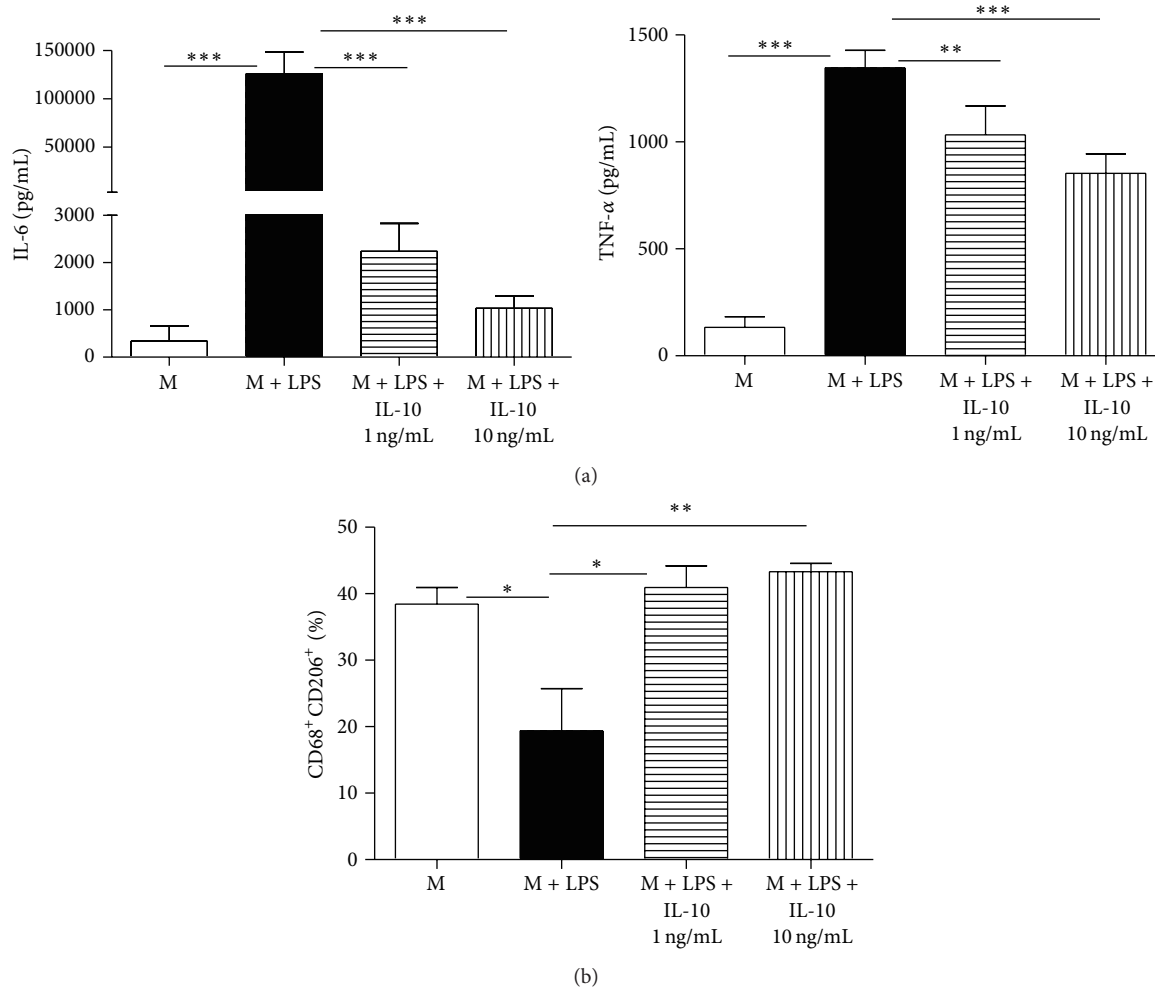 IL-6 (pg/mL)
150000
100000
50000
3000
2000
1000
0
***
***
***
M
M + LPS
M + LPS +
IL-10
1 ng/mL
M + LPS +
IL-10
10 ng/mL
TNF-α (pg/mL)
1500
1000
500
0
***
**
***
M
M + LPS
M + LPS +
IL-10
1 ng/mL
M + LPS +
IL-10
10 ng/mL
(a)
CD68⁺ CD206⁺ (%)
50
40
30
20
10
0
*
*
**
M
M + LPS
M + LPS +
IL-10
1 ng/mL
M + LPS +
IL-10
10 ng/mL
(b)